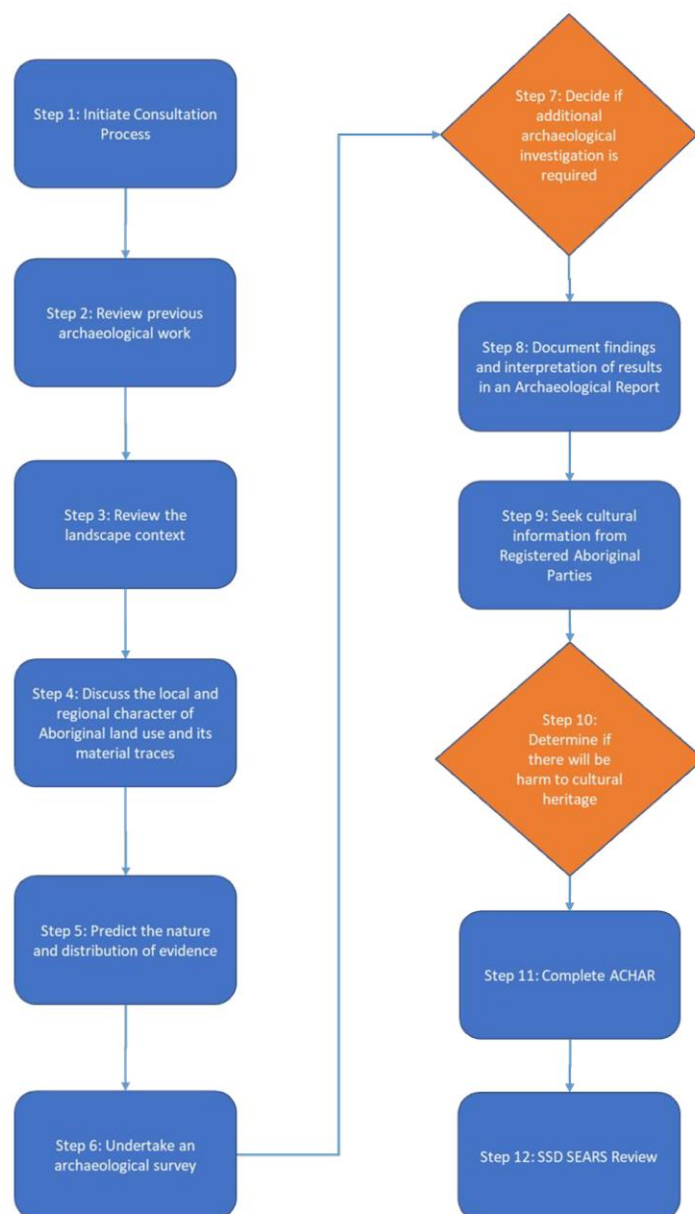 Step 1: Initiate Consultation
Process
Step 2: Review previous
archaeological work
Step 3: Review the
landscape context
Step 4: Discuss the local and
regional character of
Aboriginal land use and its
material traces
Step 5: Predict the nature
and distribution of evidence
Step 6: Undertake an
archaeological survey
Step 7: Decide if
additional
archaeological
investigation is
required
Step 8: Document findings
and interpretation of results
in an Archaeological Report
Step 9: Seek cultural
information from
Registered Aboriginal
Parties
Step 10:
Determine if
there will be
harm to cultural
heritage
Step 11: Complete ACHAR
Step 12: SSD SEARS Review